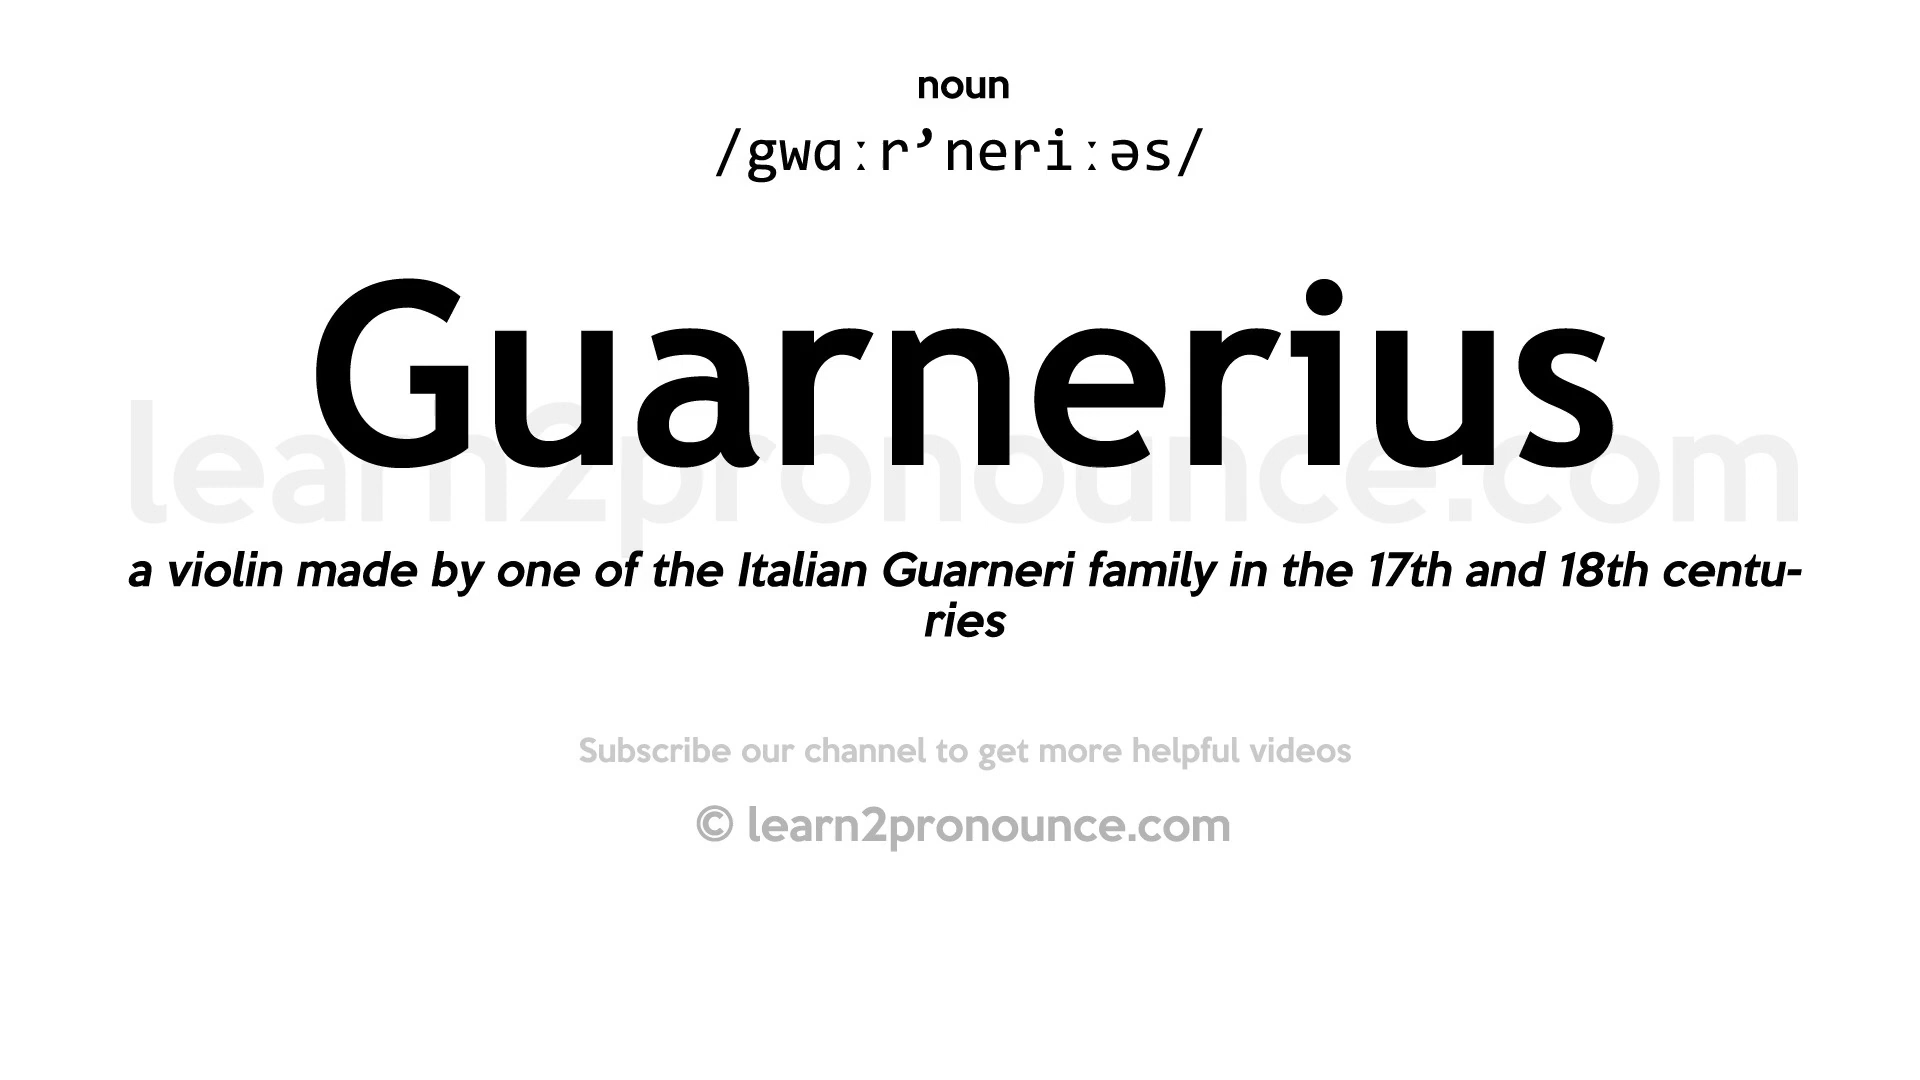 noun
/ɡwɑːr’neriːəs/
Guarnerius
learn2pronounce.com
a violin made by one of the Italian Guarneri family in the 17th and 18th centu-
ries
Subscribe our channel to get more helpful videos
© learn2pronounce.com